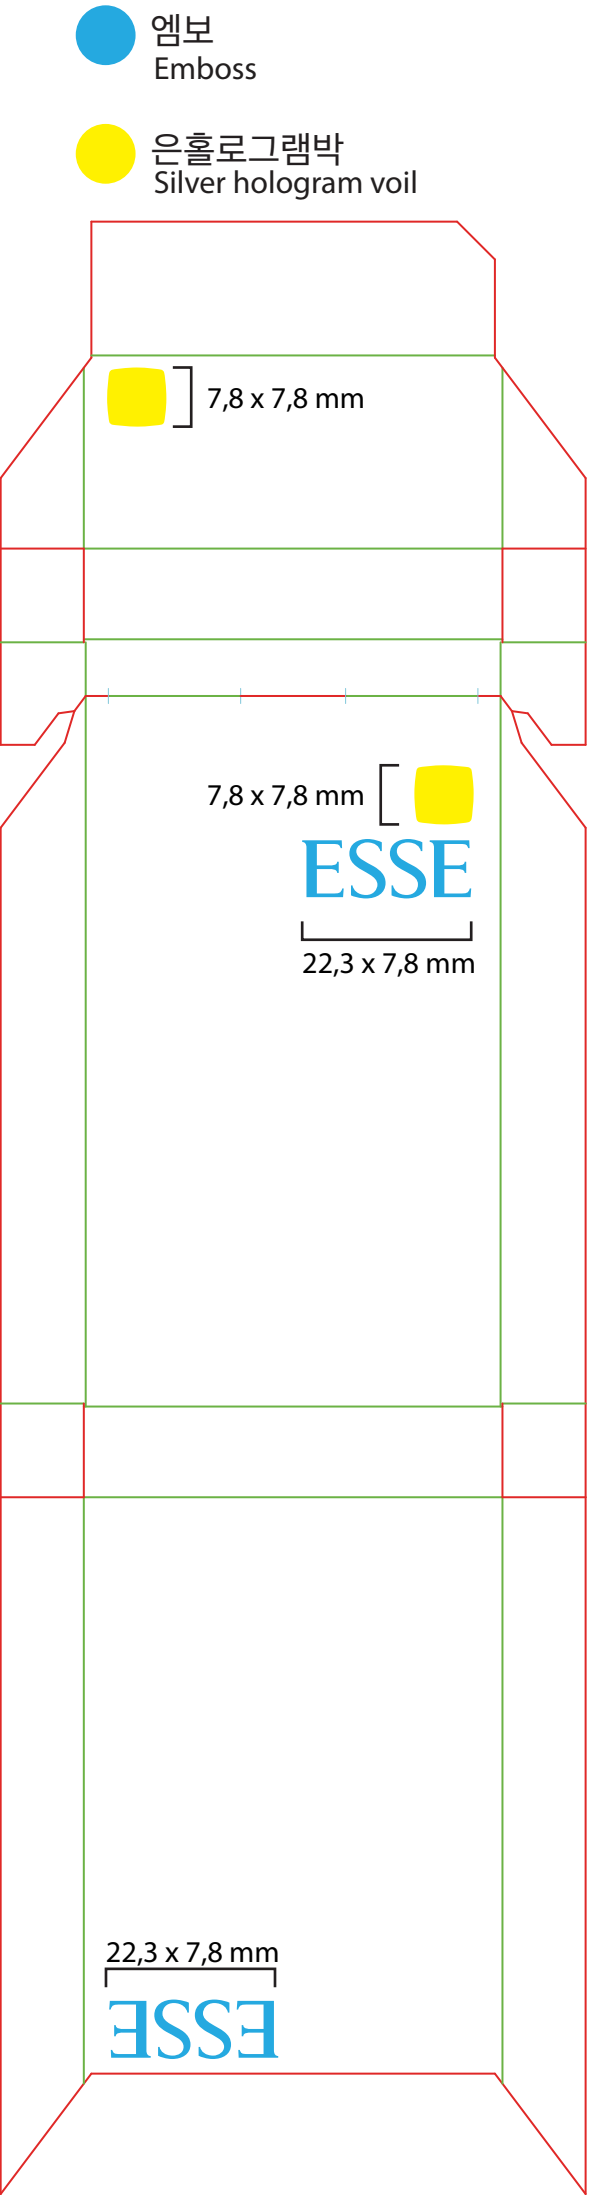 엠보
Emboss
은홀로그램박
Silver hologram voil
7,8 x 7,8 mm
7,8 x 7,8 mm
ESSE
22,3 x 7,8 mm
22,3 x 7,8 mm
ESSE